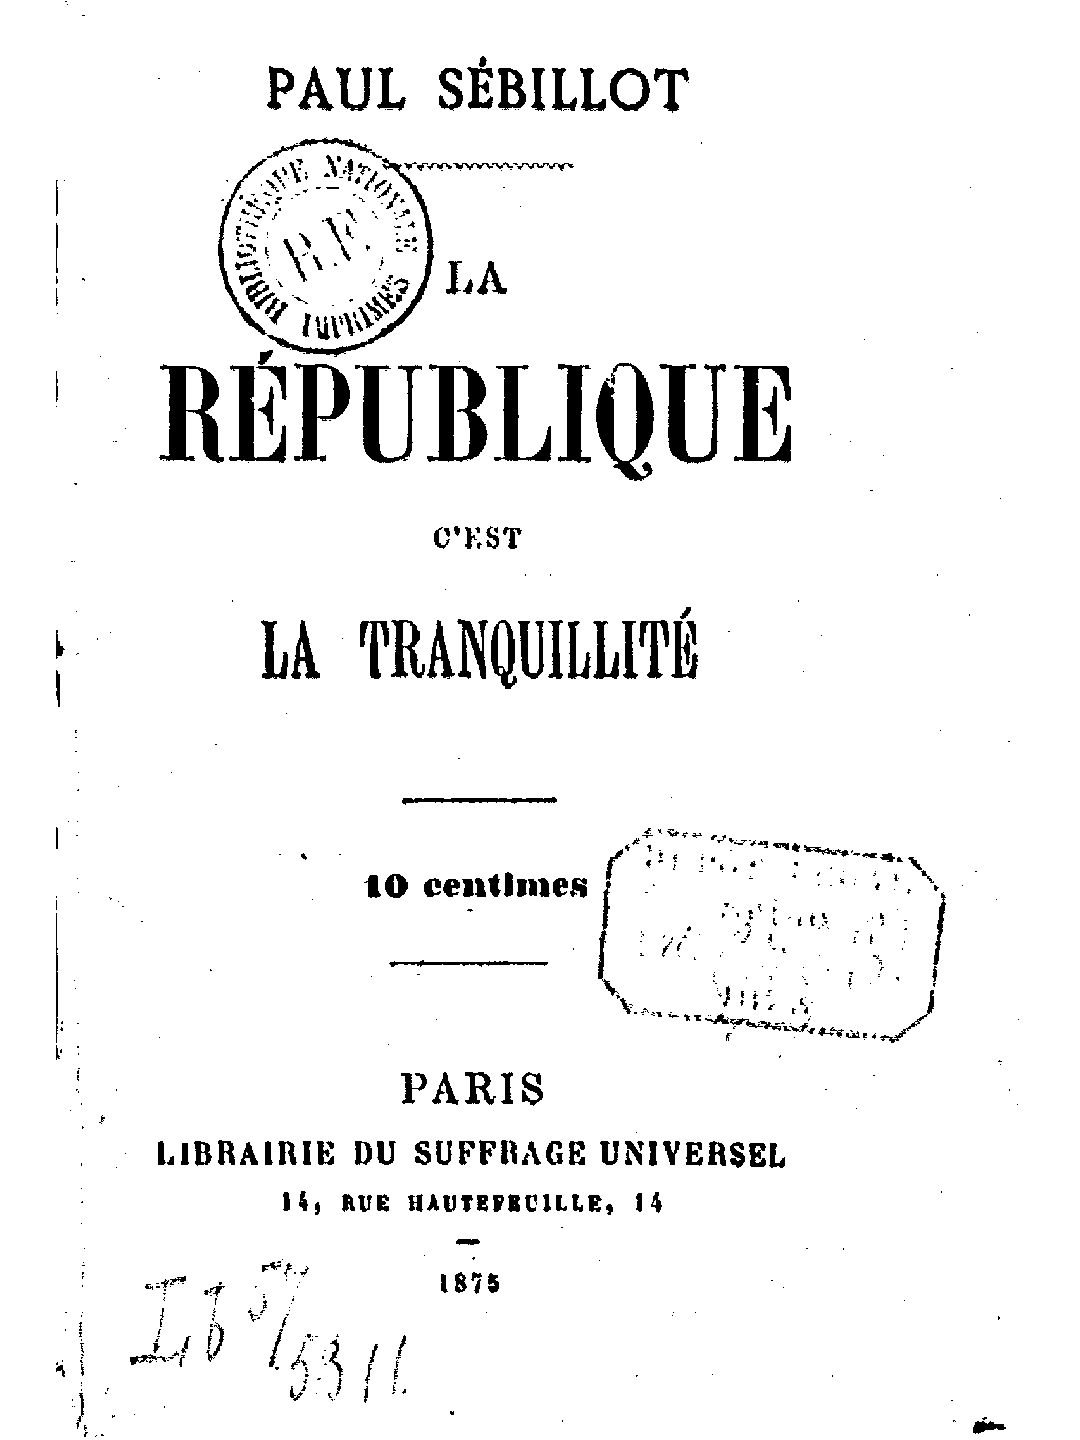 PAUL SÉBILLOT
BIBLIOTHÈQUE NATIONALE
R.F.
IMPRIMÉS
LA
RÉPUBLIQUE
C'EST
LA TRANQUILLITÉ
10 centimes
PARIS
LIBRAIRIE DU SUFFRAGE UNIVERSEL
14, RUE HAUTEFEUILLE, 14
1875
Lb 57
5311